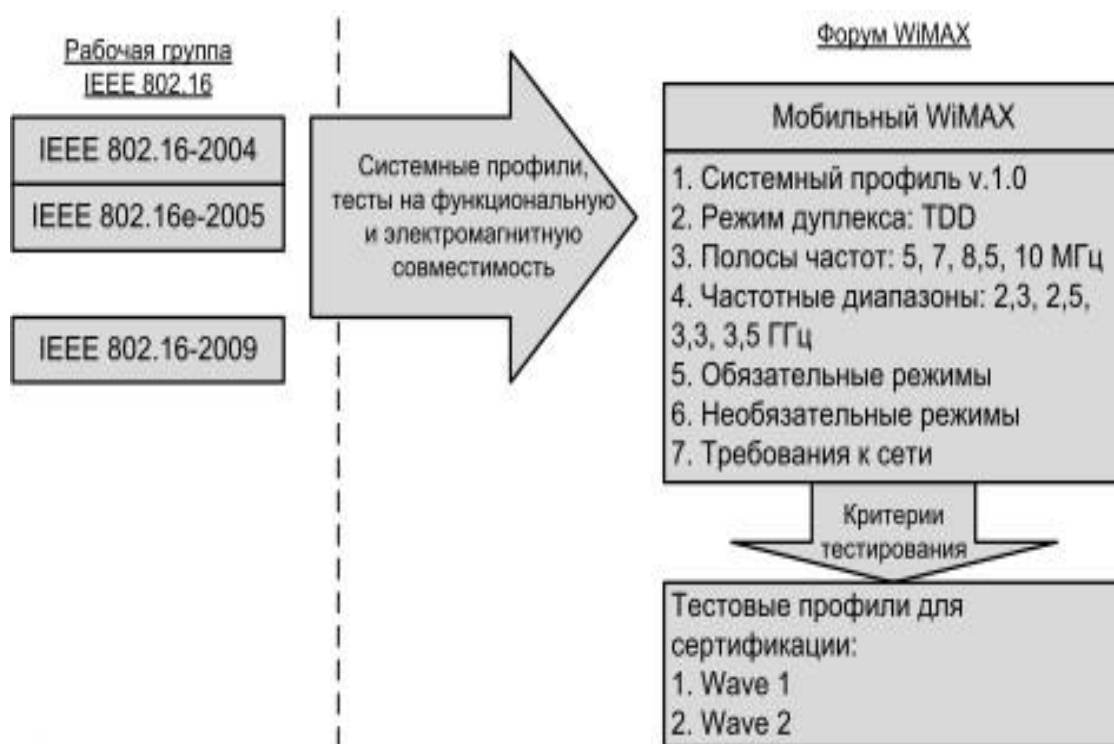 Рабочая группа
IEEE 802.16
IEEE 802.16-2004
IEEE 802.16e-2005
IEEE 802.16-2009
Системные профили,
тесты на функциональную
и электромагнитную
совместимость
Форум WiMAX
Мобильный WiMAX
1. Системный профиль v.1.0
2. Режим дуплекса: TDD
3. Полосы частот: 5, 7, 8,5, 10 МГц
4. Частотные диапазоны: 2,3, 2,5,
3,3, 3,5 ГГц
5. Обязательные режимы
6. Необязательные режимы
7. Требования к сети
Критерии
тестирования
Тестовые профили для
сертификации:
1. Wave 1
2. Wave 2